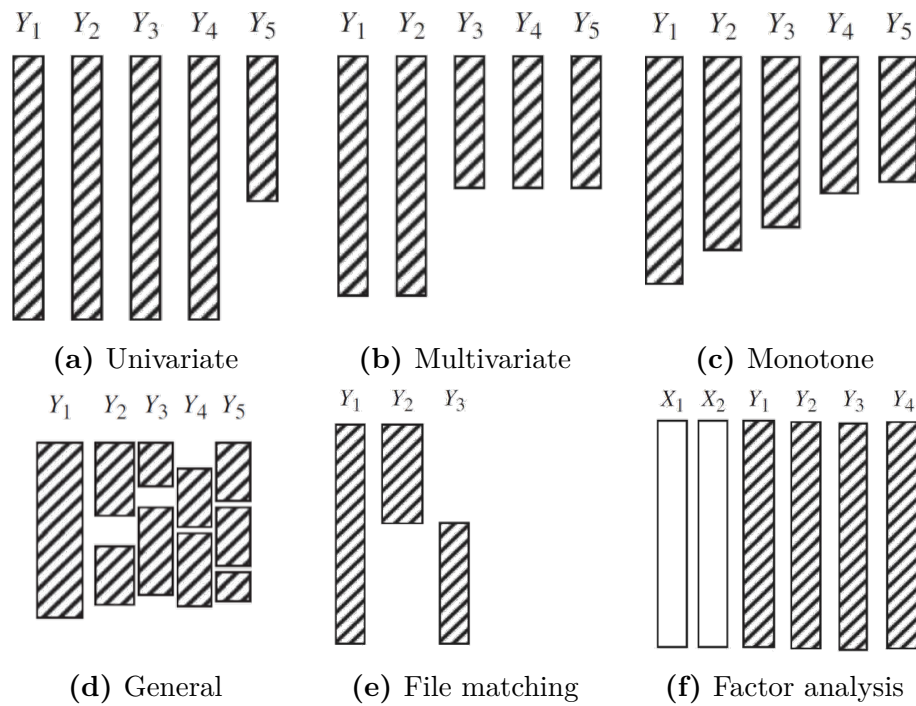 Y₁ Y₂ Y₃ Y₄ Y₅
Y₁ Y₂ Y₃ Y₄ Y₅
Y₁ Y₂ Y₃ Y₄ Y₅
(a) Univariate
(b) Multivariate
(c) Monotone
Y₁ Y₂ Y₃ Y₄ Y₅
Y₁ Y₂ Y₃
X₁ X₂ Y₁ Y₂ Y₃ Y₄
(d) General
(e) File matching
(f) Factor analysis